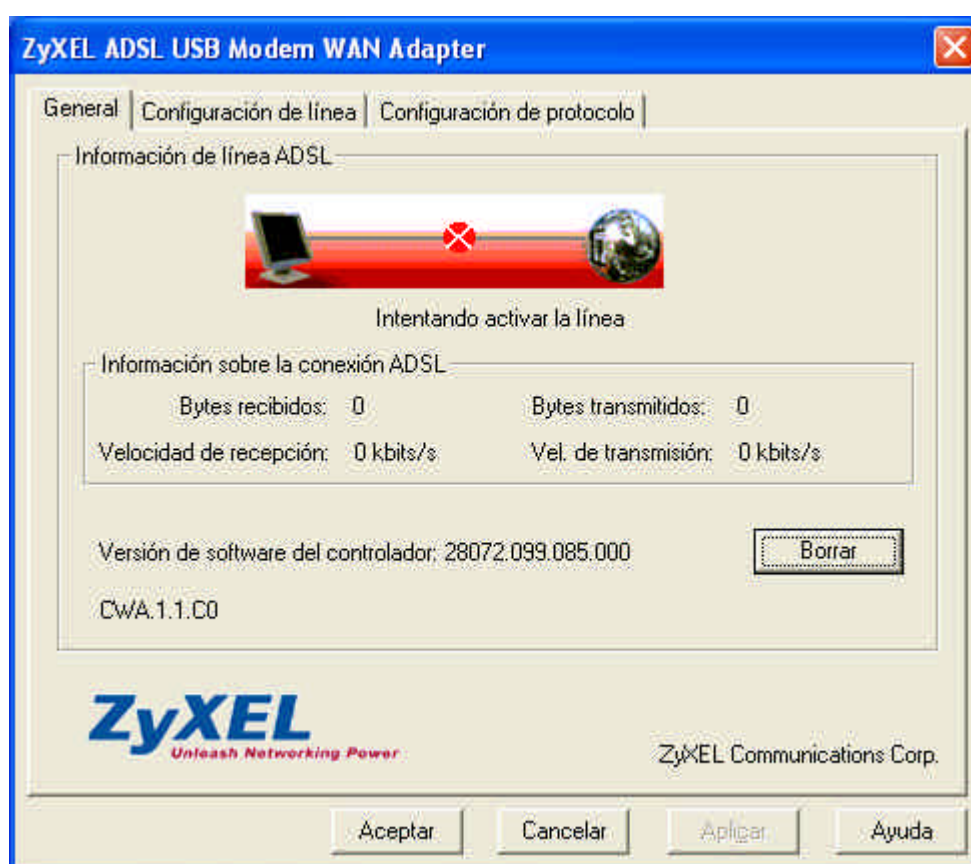 ZyXEL ADSL USB Modem WAN Adapter
General
Configuración de línea
Configuración de protocolo
Información de línea ADSL
Intentando activar la línea
Información sobre la conexión ADSL
Bytes recibidos: 0
Bytes transmitidos: 0
Velocidad de recepción: 0 kbits/s
Vel. de transmisión: 0 kbits/s
Versión de software del controlador: 28072.099.085.000
Borrar
CWA.1.1.C0
ZyXEL
Unleash Networking Power
ZyXEL Communications Corp.
Aceptar
Cancelar
Aplicar
Ayuda